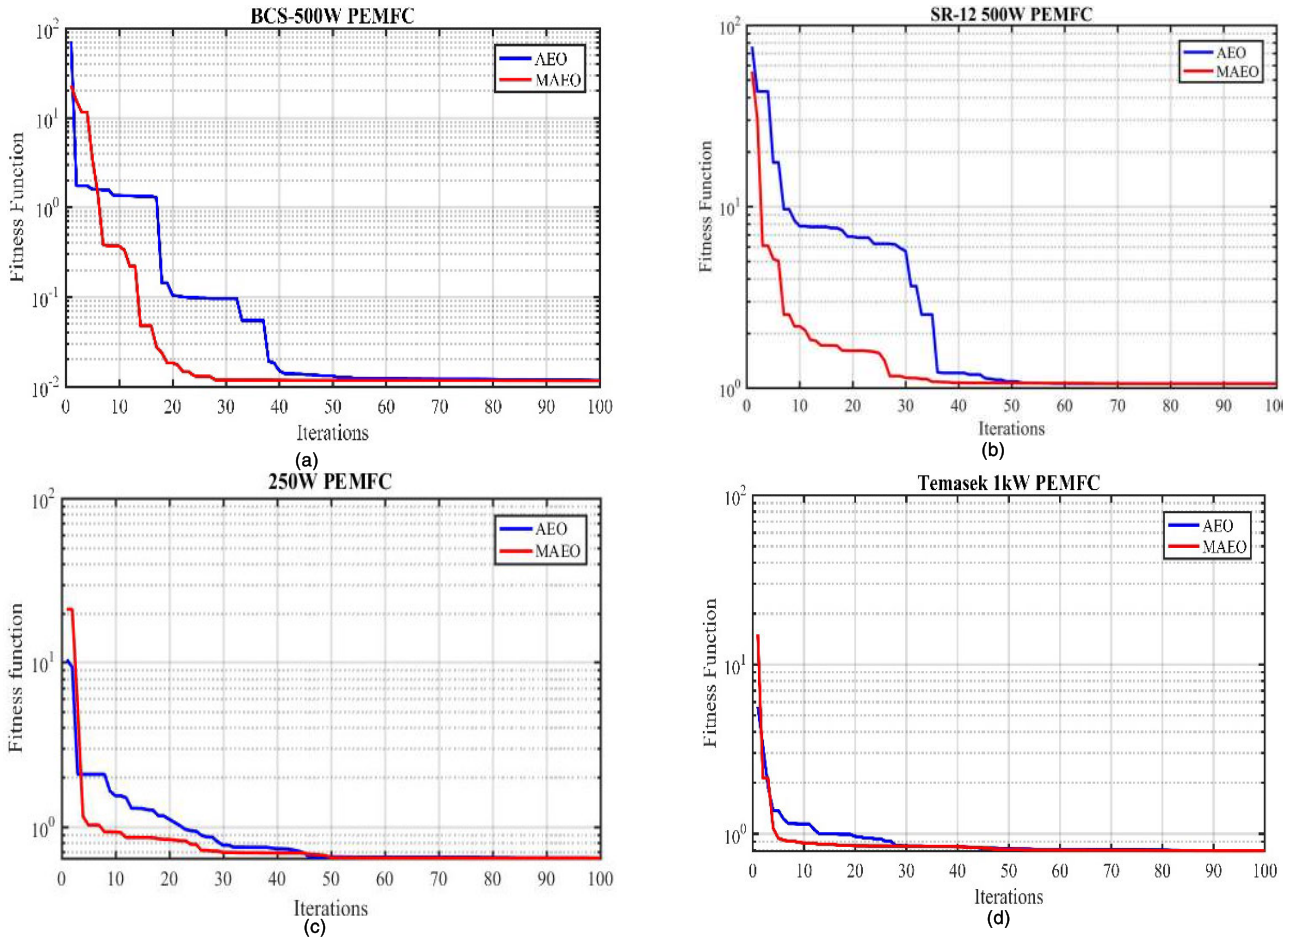 BCS-500W PEMFC
10^2
10^1
10^0
10^-1
10^-2
Fitness Function
AEO
MAEO
0 10 20 30 40 50 60 70 80 90 100
Iterations
(a)
SR-12 500W PEMFC
10^2
10^1
10^0
Fitness Function
AEO
MAEO
0 10 20 30 40 50 60 70 80 90 10
Iterations
(b)
250W PEMFC
10^2
10^1
10^0
Fitness function
AEO
MAEO
0 10 20 30 40 50 60 70 80 90 100
Iterations
(c)
Temasek 1kW PEMFC
10^2
10^1
10^0
Fitness Function
AEO
MAEO
0 10 20 30 40 50 60 70 80 90 100
Iterations
(d)